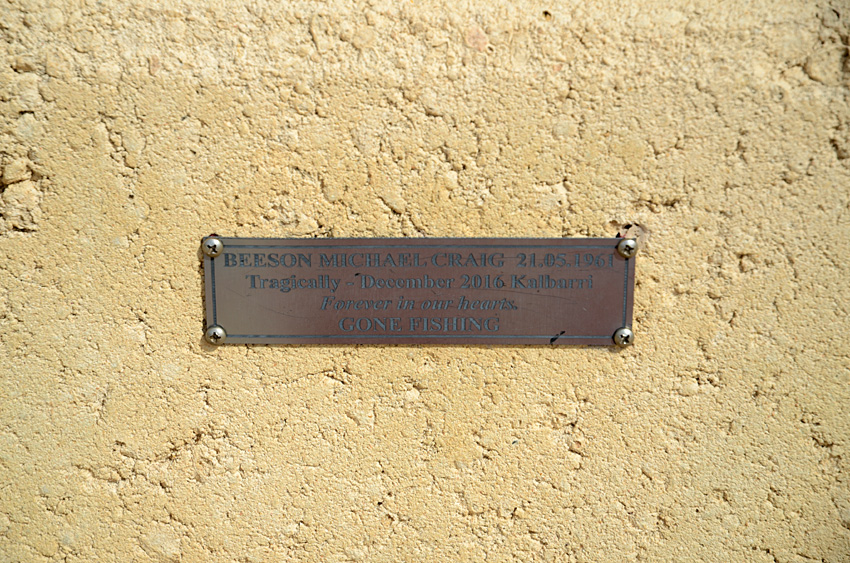 BEESON MICHAEL CRAIG 21.05.1961
Tragically - December 2016 Kalbarri
Forever in our hearts.
GONE FISHING